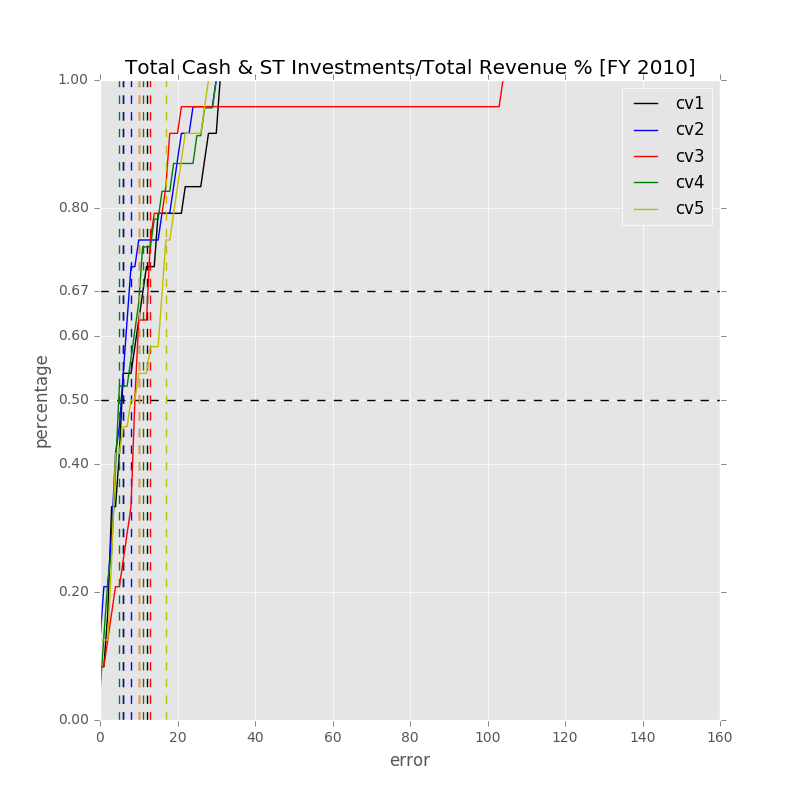 Total Cash & ST Investments/Total Revenue % [FY 2010]
1.00
0.80
0.67
0.60
0.50
0.40
0.20
0.00
percentage
0 20 40 60 80 100 120 140 160
error
cv1
cv2
cv3
cv4
cv5